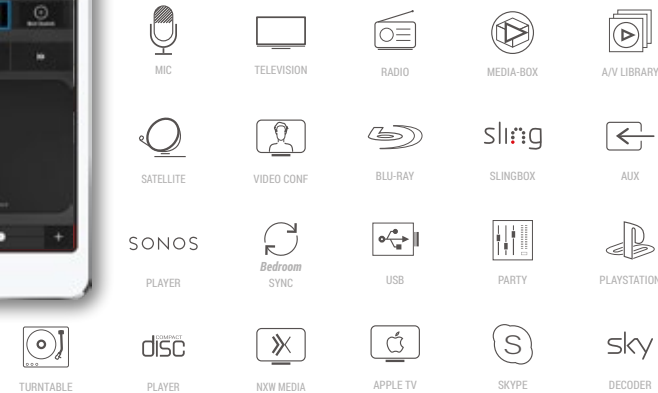 MIC
TELEVISION
RADIO
MEDIA-BOX
A/V LIBRARY
SATELLITE
VIDEO CONF
BLU-RAY
sling
SLINGBOX
AUX
SONOS
PLAYER
Bedroom
SYNC
USB
PARTY
PLAYSTATION
TURNTABLE
COMPACT
disc
PLAYER
NXW MEDIA
APPLE TV
S
SKYPE
sky
DECODER